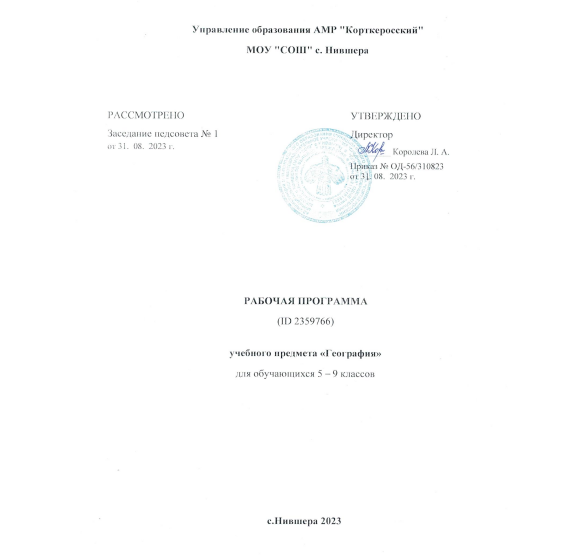 Управление образования АМР "Корткеросский"
МОУ "СОШ" с. Нившера
РАССМОТРЕНО
Заседание педсовета № 1
от 31. 08. 2023 г.
УТВЕРЖДЕНО
Директор
Королева Л. А.
Приказ № ОД-56/310823
от 31. 08. 2023 г.
РАБОЧАЯ ПРОГРАММА
(ID 2359766)
учебного предмета «География»
для обучающихся 5 – 9 классов
с.Нившера 2023